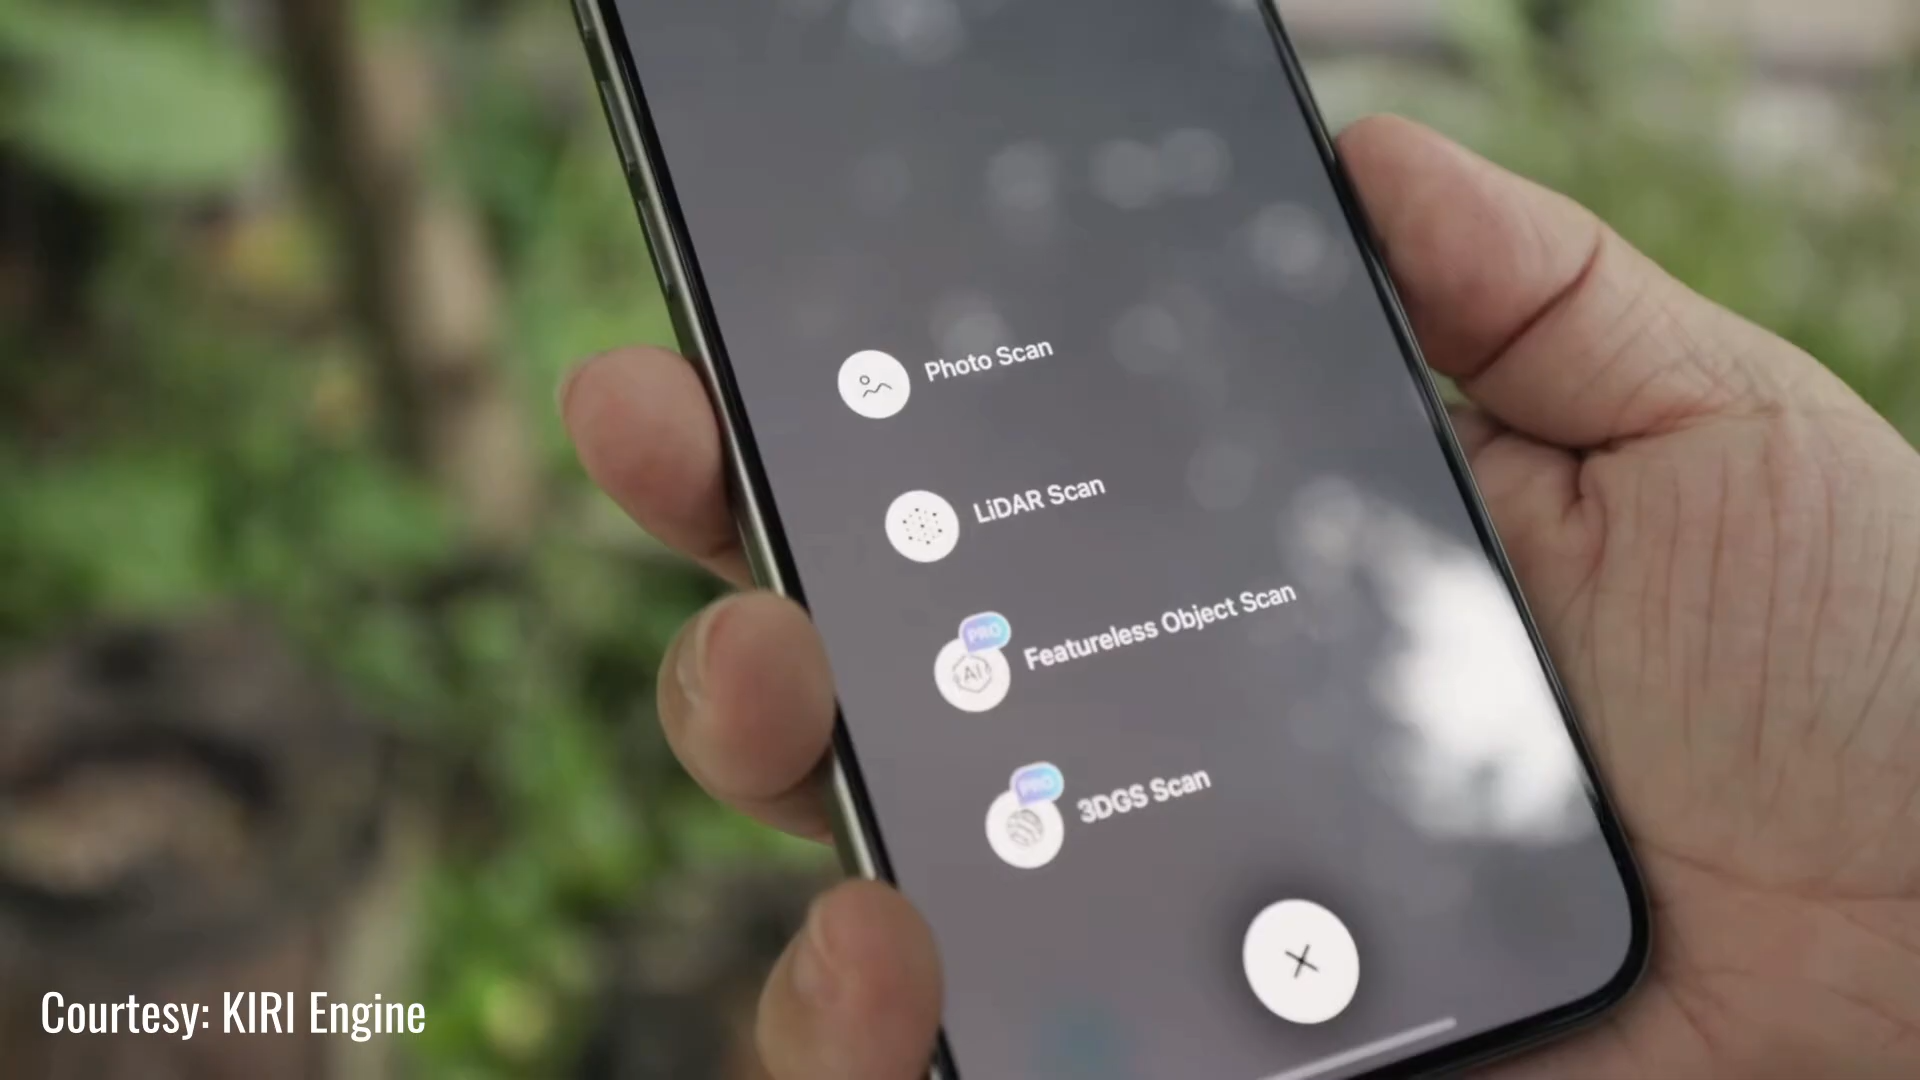 Photo Scan
LiDAR Scan
PRO
AI
Featureless Object Scan
PRO
3DGS Scan
Courtesy: KIRI Engine